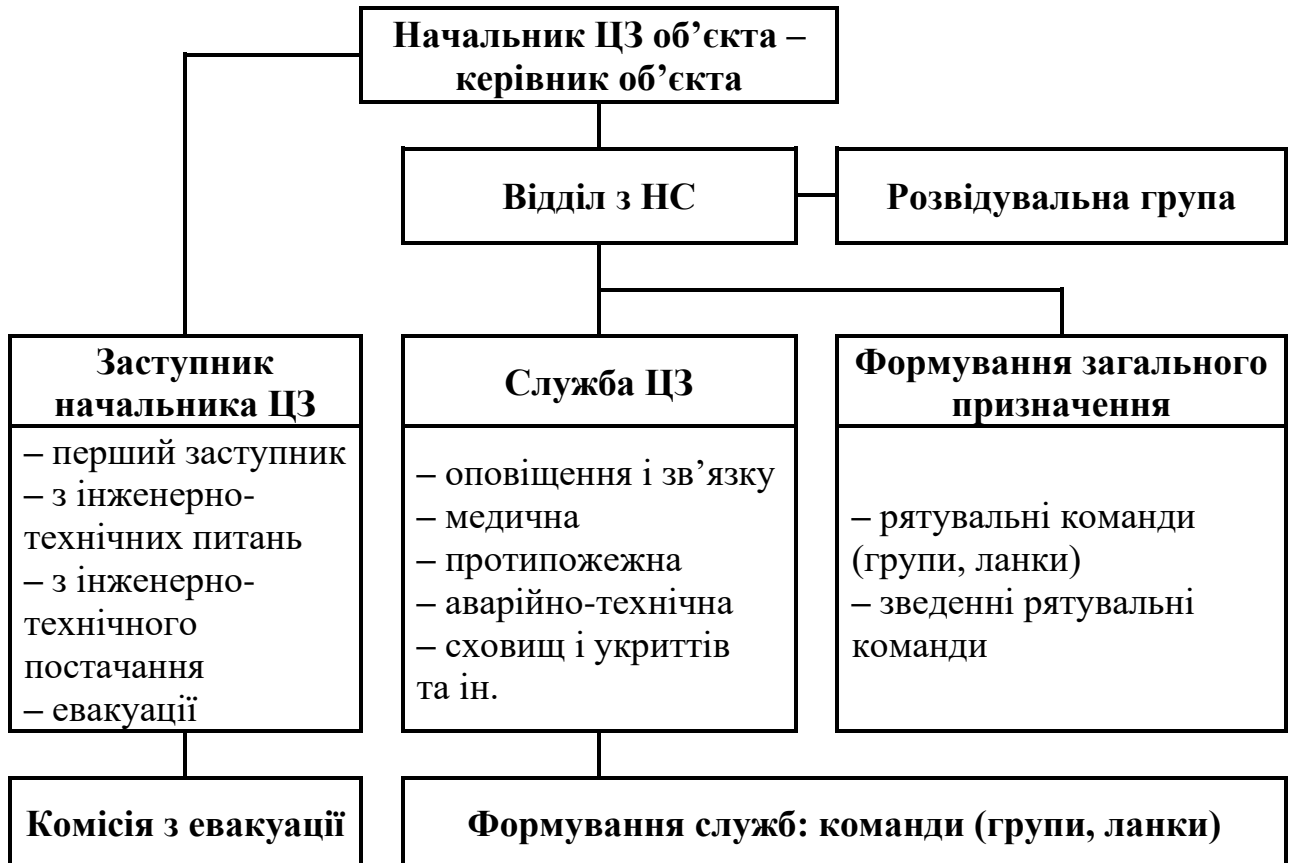 Начальник ЦЗ об’єкта –
керівник об’єкта
Відділ з НС
Розвідувальна група
Заступник
начальника ЦЗ
– перший заступник
– з інженерно-
технічних питань
– з інженерно-
технічного
постачання
– евакуації
Служба ЦЗ
– оповіщення і зв’язку
– медична
– протипожежна
– аварійно-технічна
– сховищ і укриттів
та ін.
Формування загального
призначення
– рятувальні команди
(групи, ланки)
– зведенні рятувальні
команди
Комісія з евакуації
Формування служб: команди (групи, ланки)